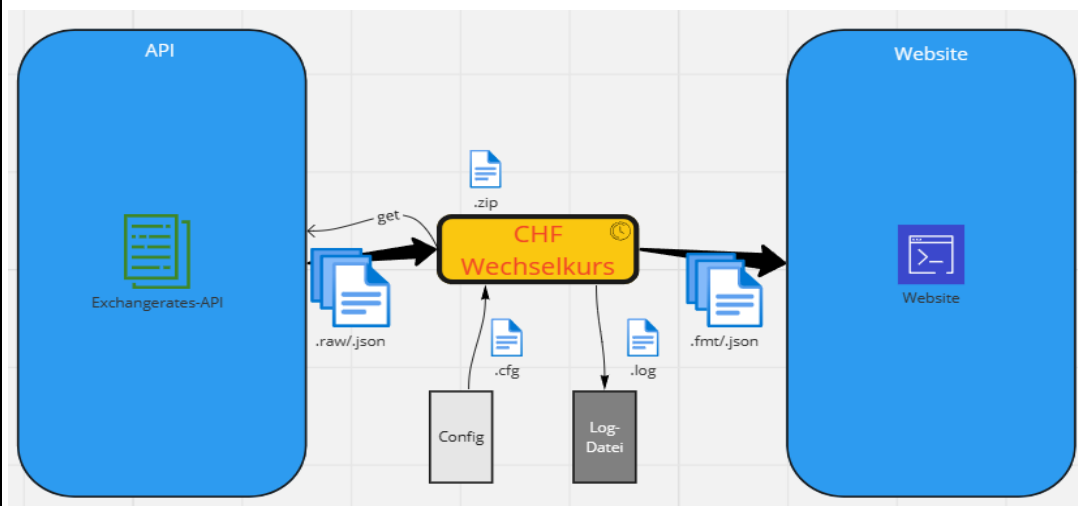 API
Website
.zip
get
CHF
Wechselkurs
Exchangerates-API
Website
.raw/.json
.fmt/.json
.cfg
.log
Config
Log-
Datei